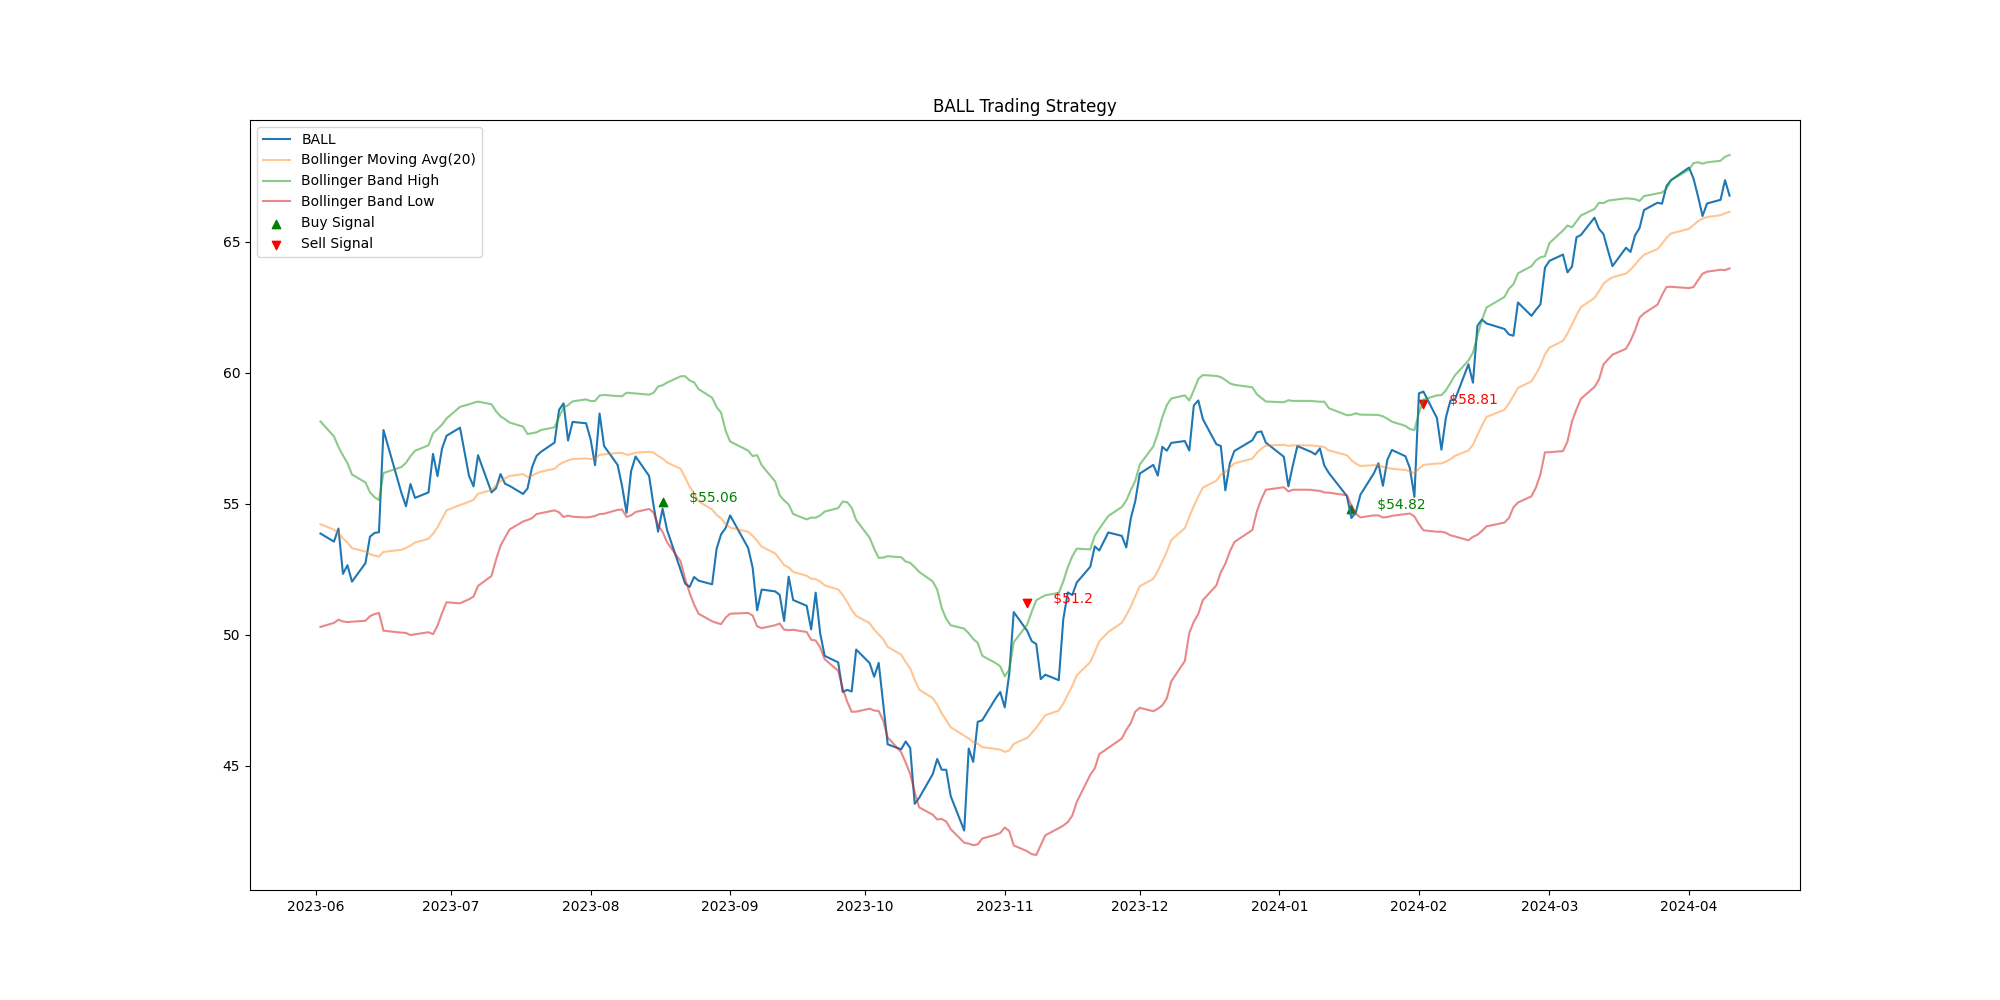 BALL Trading Strategy
BALL
Bollinger Moving Avg(20)
Bollinger Band High
Bollinger Band Low
Buy Signal
Sell Signal
65
60
55
50
45
$58.81
$55.06
$54.82
$51.2
2023-06 2023-07 2023-08 2023-09 2023-10 2023-11 2023-12 2024-01 2024-02 2024-03 2024-04